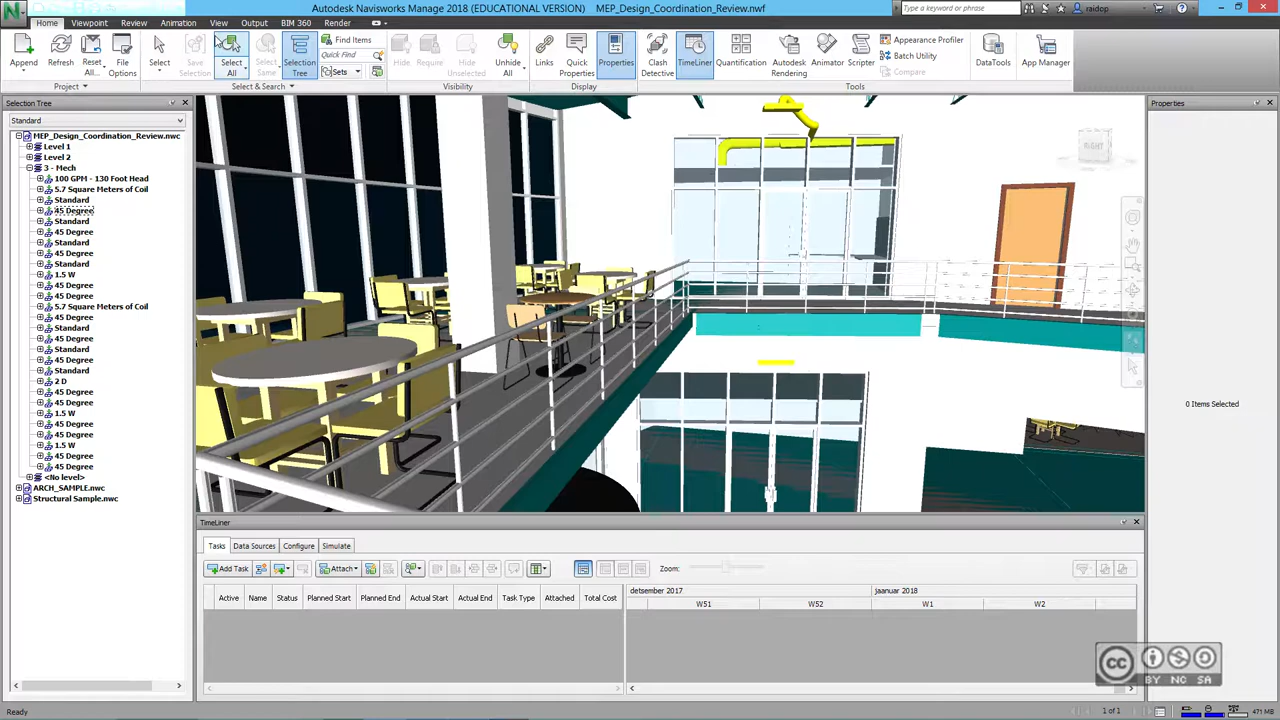 Autodesk Navisworks Manage 2018 (EDUCATIONAL VERSION) MEP_Design_Coordination_Review.nwf
Type a keyword or phrase
raidop
Home Viewpoint Review Animation View Output BIM 360 Render
Append Refresh Reset All... File Options
Select Save Selection Select All Select Same Selection Tree
Find Items
Quick Find
Sets
Hide Require Hide Unselected Unhide All
Links Quick Properties Properties
Clash Detective TimeLiner Quantification Autodesk Rendering Animator Scripter
Appearance Profiler
Batch Utility
Compare
DataTools App Manager
Project Select & Search Visibility Display Tools
Selection Tree
Standard
MEP_Design_Coordination_Review.nwc
Level 1
Level 2
3 - Mech
100 GPM - 130 Foot Head
5.7 Square Meters of Coil
Standard
45 Degree
Standard
45 Degree
Standard
45 Degree
Standard
1.5 W
45 Degree
45 Degree
5.7 Square Meters of Coil
45 Degree
Standard
45 Degree
Standard
45 Degree
Standard
2 D
45 Degree
45 Degree
1.5 W
45 Degree
45 Degree
1.5 W
45 Degree
45 Degree
<No level>
ARCH_SAMPLE.nwc
Structural Sample.nwc
RIGHT
Properties
0 Items Selected
TimeLiner
Tasks Data Sources Configure Simulate
Add Task Attach Zoom:
Active Name Status Planned Start Planned End Actual Start Actual End Task Type Attached Total Cost
detsember 2017 jaanuar 2018
W51 W52 W1 W2
CC BY NC SA
Ready
1 of 1
471 MB